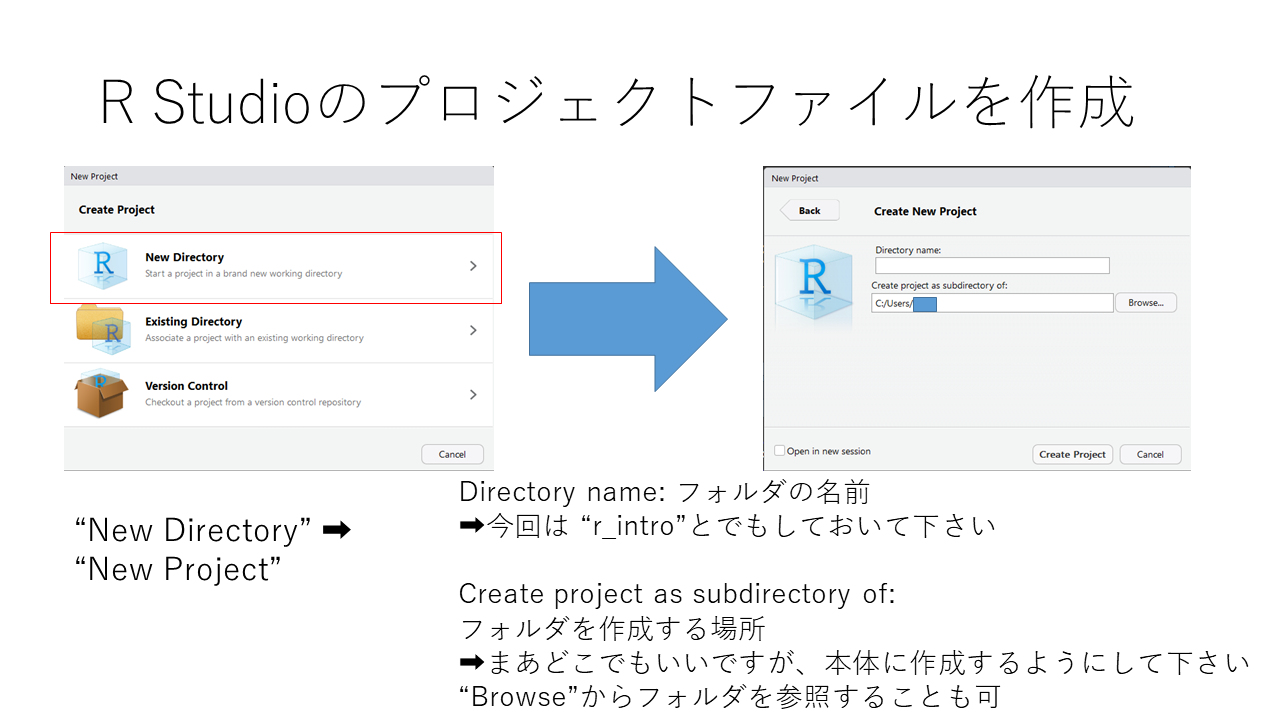 R Studioのプロジェクトファイルを作成
New Project
Create Project
New Directory
Start a project in a brand new working directory
Existing Directory
Associate a project with an existing working directory
Version Control
Checkout a project from a version control repository
Cancel
New Project
Back
Create New Project
Directory name:
Create project as subdirectory of:
C:/Users/
Browse...
Open in new session
Create Project
Cancel
“New Directory” ➡
“New Project”
Directory name: フォルダの名前
➡今回は “r_intro”とでもしておいて下さい
Create project as subdirectory of:
フォルダを作成する場所
➡まあどこでもいいですが、本体に作成するようにして下さい
“Browse”からフォルダを参照することも可